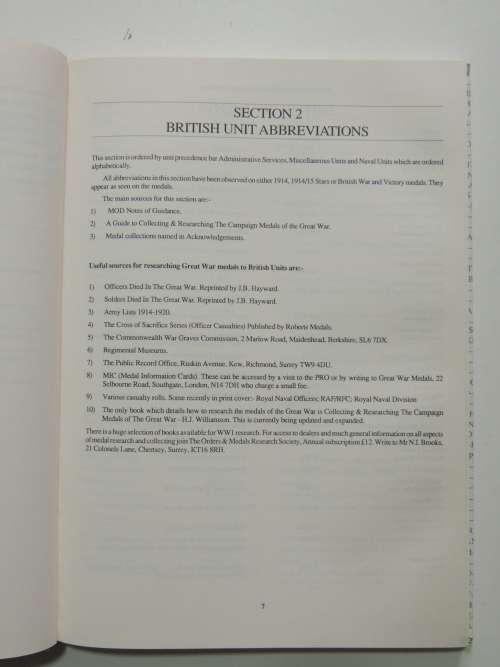 SECTION 2
BRITISH UNIT ABBREVIATIONS
This section is ordered by unit precedence bar Administrative Services, Miscellaneous Units and Naval Units which are ordered
alphabetically.
All abbreviations in this section have been observed on either 1914, 1914/15 Stars or British War and Victory medals. They
appear as seen on the medals.
The main sources for this section are:-
1) MOD Notes of Guidance.
2) A Guide to Collecting & Researching The Campaign Medals of the Great War.
3) Medal collections named in Acknowledgements.
Useful sources for researching Great War medals to British Units are:-
1) Officers Died In The Great War. Reprinted by J.B. Hayward.
2) Soldiers Died In The Great War. Reprinted by J.B. Hayward.
3) Army Lists 1914-1920.
4) The Cross of Sacrifice Series (Officer Casualties) Published by Roberts Medals.
5) The Commonwealth War Graves Commission, 2 Marlow Road, Maidenhead, Berkshire, SL6 7DX.
6) Regimental Museums.
7) The Public Record Office, Ruskin Avenue, Kew, Richmond, Surrey TW9 4DU.
8) MIC (Medal Information Cards). These can be accessed by a visit to the PRO or by writing to Great War Medals, 22
Selbourne Road, Southgate, London, N14 7DH who charge a small fee.
9) Various casualty rolls. Some recently in print cover:- Royal Naval Officers; RAF/RFC; Royal Naval Division
10) The only book which details how to research the medals of the Great War is Collecting & Researching The Campaign
Medals of The Great War - H.J. Williamson. This is currently being updated and expanded.
There is a huge selection of books available for WW1 research. For access to dealers and much general information on all aspects
of medal research and collecting join The Orders & Medals Research Society, Annual subscription £12. Write to Mr N.I. Brooks,
21 Colonels Lane, Chertsey, Surrey, KT16 8RH.
7